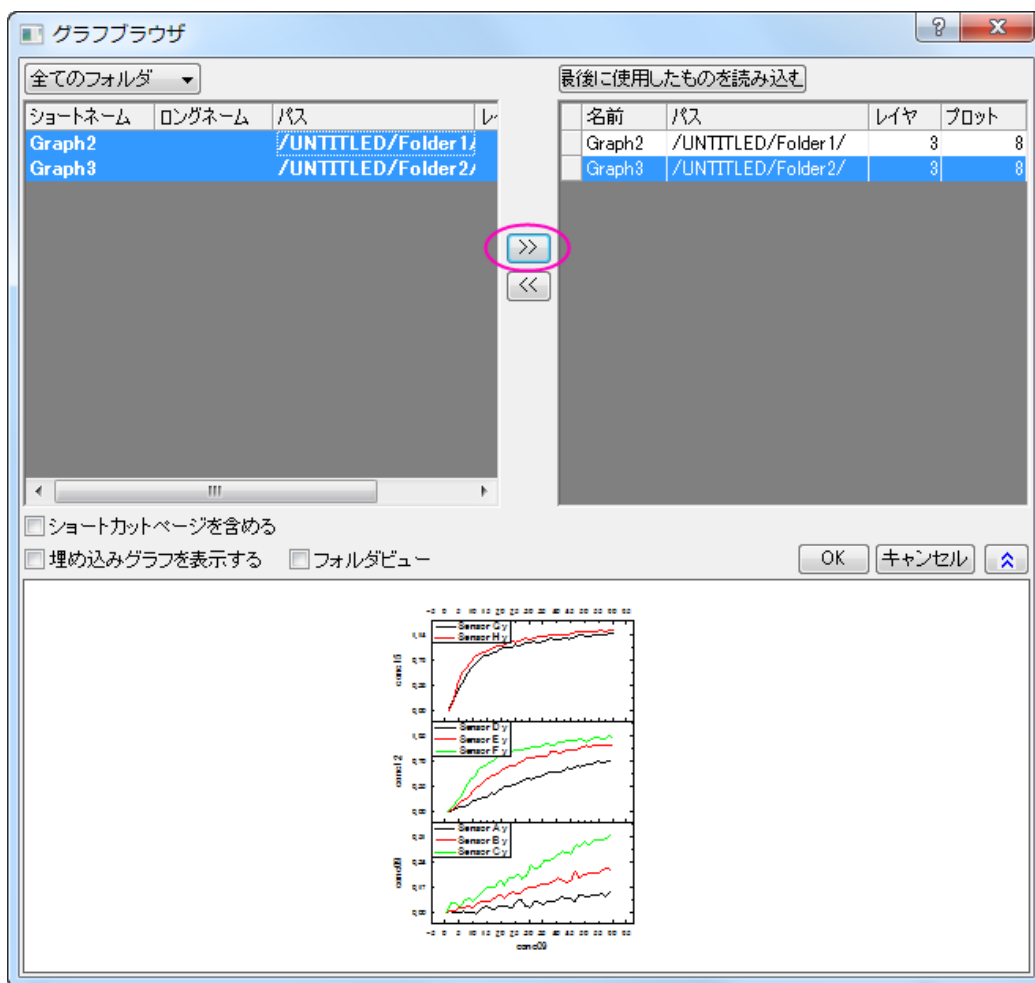 グラフブラウザ
全てのフォルダ
最後に使用したものを読み込む
ショートネーム ロングネーム パス レ
Graph2 /UNTITLED/Folder1/
Graph3 /UNTITLED/Folder2/
名前 パス レイヤ プロット
Graph2 /UNTITLED/Folder1/ 3 8
Graph3 /UNTITLED/Folder2/ 3 8
>>
<<
ショートカットページを含める
埋め込みグラフを表示する フォルダビュー
OK キャンセル
Sensor G y
Sensor H y
conc15
Sensor D y
Sensor E y
Sensor F y
conc12
Sensor A y
Sensor B y
Sensor C y
conc09
conc09